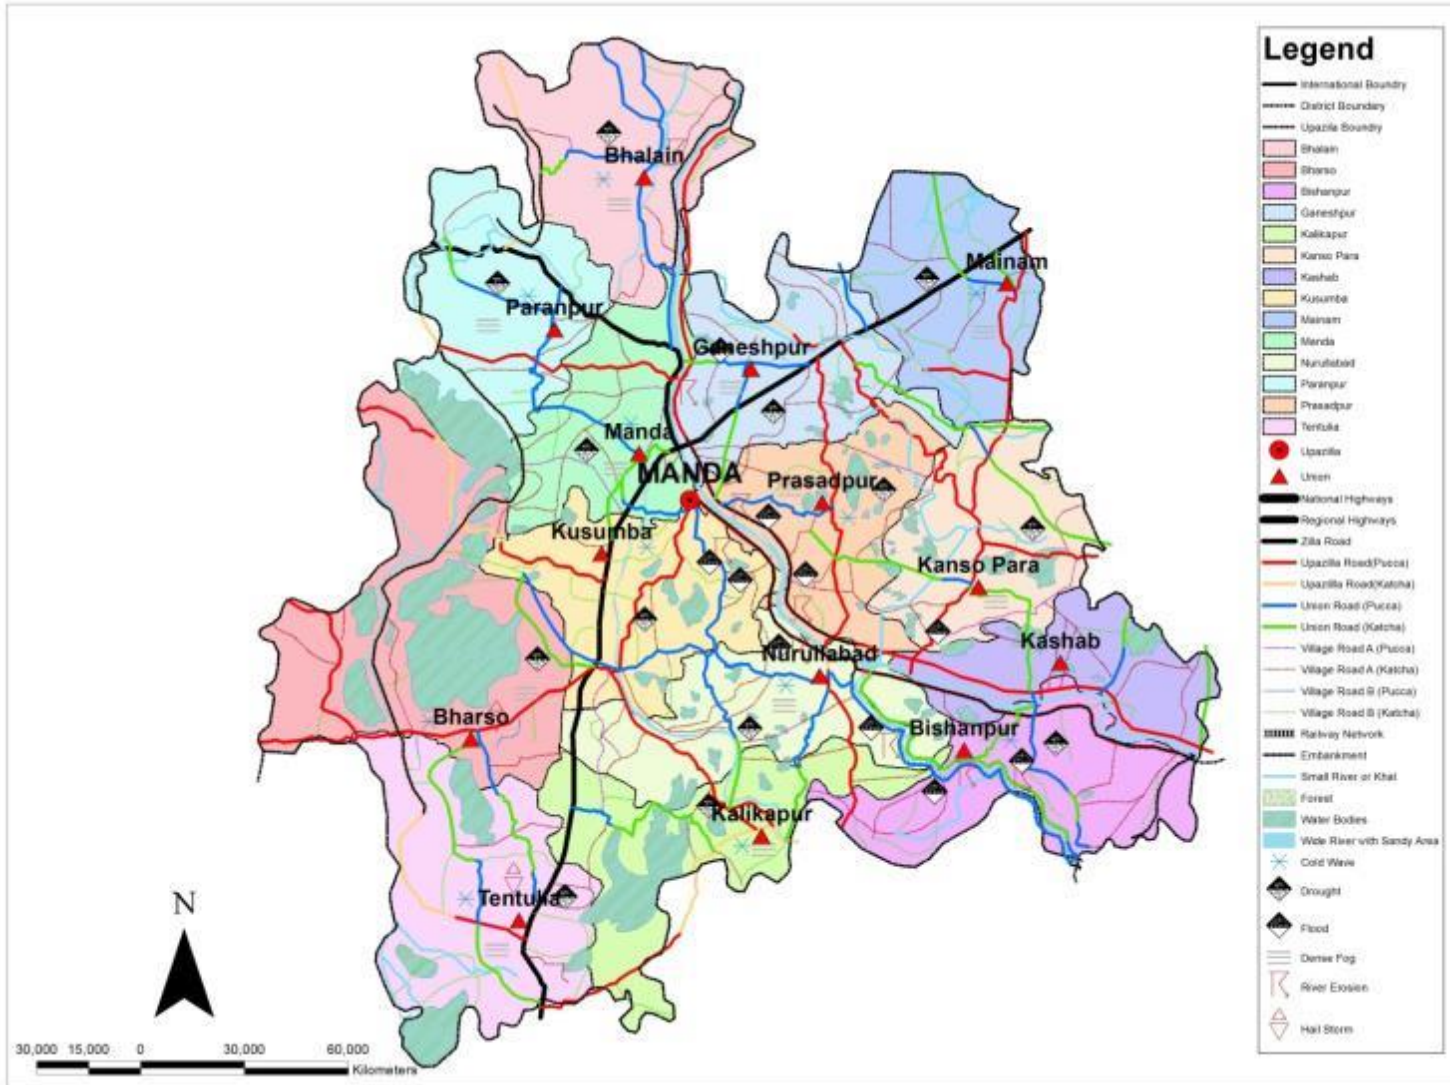 Legend
International Boundry
District Boundary
Upazila Boundry
Bhalain
Bharso
Bishanpur
Ganeshpur
Kalikapur
Kanso Para
Kashab
Kusumba
Mainam
Manda
Nurullabad
Paranpur
Prasadpur
Tentulia
Upazilla
Union
National Highways
Regional Highways
Zilla Road
Upazilla Road(Pucca)
Upazilla Road(Katcha)
Union Road (Pucca)
Union Road (Katcha)
Village Road A (Pucca)
Village Road A (Katcha)
Village Road B (Pucca)
Village Road B (Katcha)
Railway Network
Embankment
Small River or Khal
Forest
Water Bodies
Wide River with Sandy Area
Cold Wave
Drought
Flood
Dense Fog
River Erosion
Hail Storm
Bhalain
Mainam
Paranpur
Ganeshpur
Manda
MANDA
Prasadpur
Kusumba
Kanso Para
Kashab
Nurullabad
Bharso
Bishanpur
Kalikapur
Tentulia
N
30,000 15,000 0 30,000 60,000
Kilometers